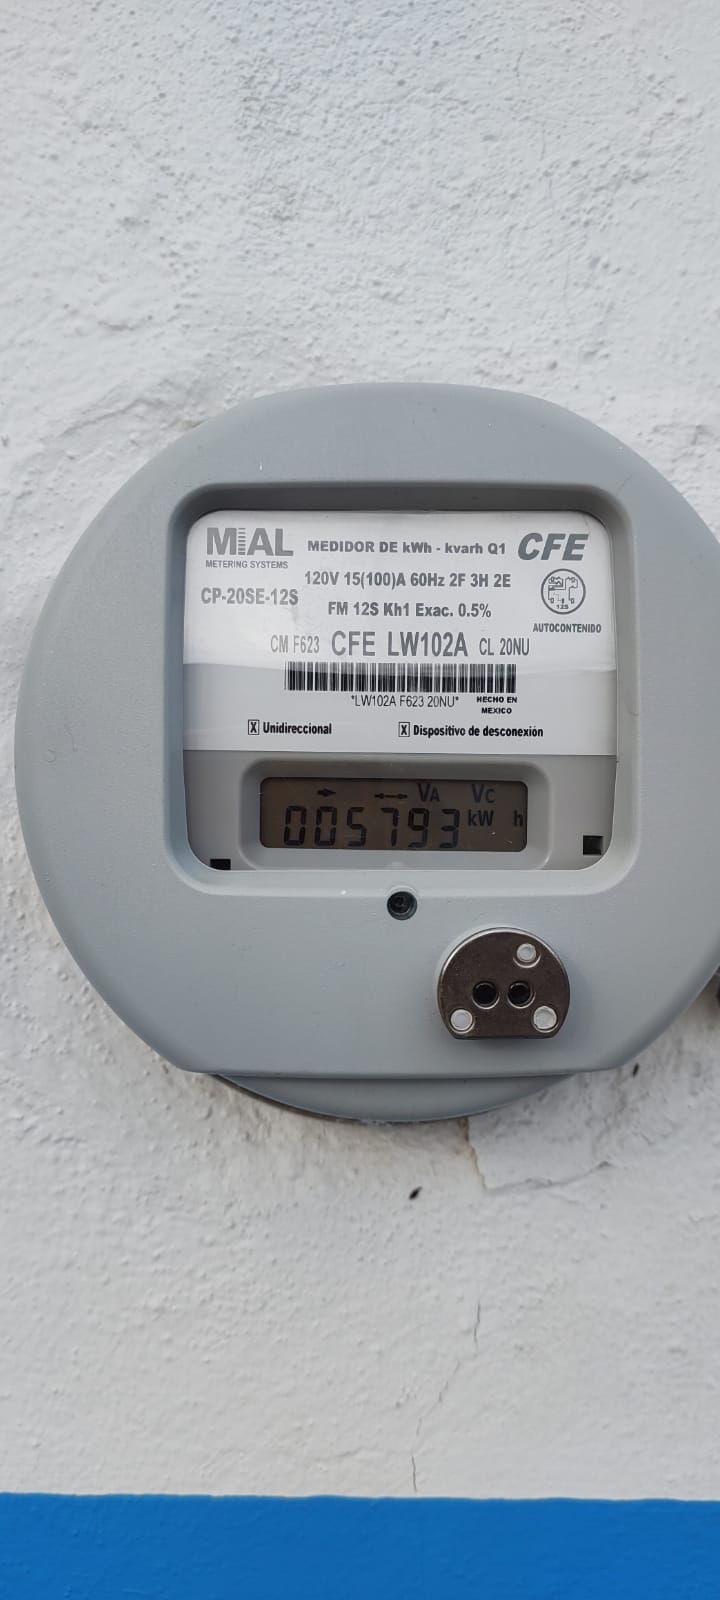 MIAL
METERING SYSTEMS
MEDIDOR DE kWh - kvarh Q1
CFE
120V 15(100)A 60Hz 2F 3H 2E
CP-20SE-12S
FM 12S Kh1 Exac. 0.5%
12S
AUTOCONTENIDO
CM F623 CFE LW102A CL 20NU
*LW102A F623 20NU*
HECHO EN
MEXICO
X Unidireccional
X Dispositivo de desconexión
VA VC
005793 kW h